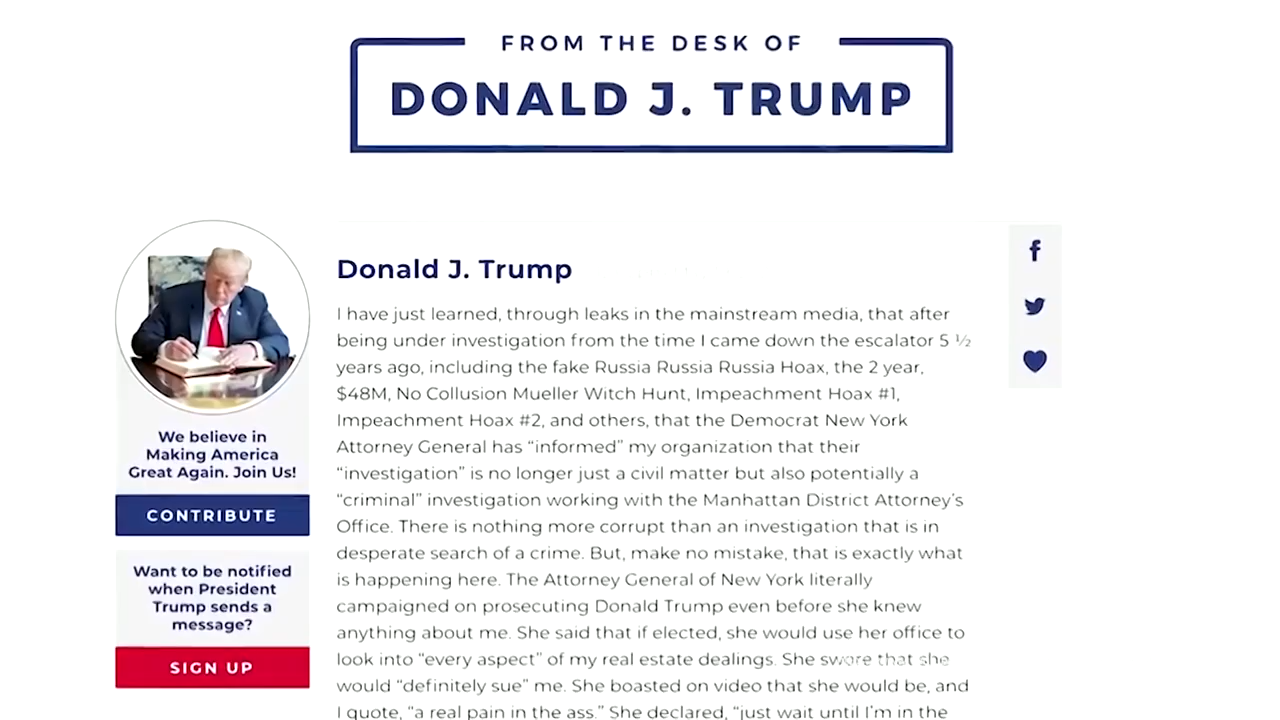 FROM THE DESK OF
DONALD J. TRUMP
Donald J. Trump
I have just learned, through leaks in the mainstream media, that after
being under investigation from the time I came down the escalator 5 ½
years ago, including the fake Russia Russia Russia Hoax, the 2 year,
$48M, No Collusion Mueller Witch Hunt, Impeachment Hoax #1,
Impeachment Hoax #2, and others, that the Democrat New York
Attorney General has “informed” my organization that their
“investigation” is no longer just a civil matter but also potentially a
“criminal” investigation working with the Manhattan District Attorney’s
Office. There is nothing more corrupt than an investigation that is in
desperate search of a crime. But, make no mistake, that is exactly what
is happening here. The Attorney General of New York literally
campaigned on prosecuting Donald Trump even before she knew
anything about me. She said that if elected, she would use her office to
look into “every aspect” of my real estate dealings. She swore that she
would “definitely sue” me. She boasted on video that she would be, and
I quote, “a real pain in the ass.” She declared, “just wait until I’m in the
We believe in
Making America
Great Again. Join Us!
CONTRIBUTE
Want to be notified
when President
Trump sends a
message?
SIGN UP